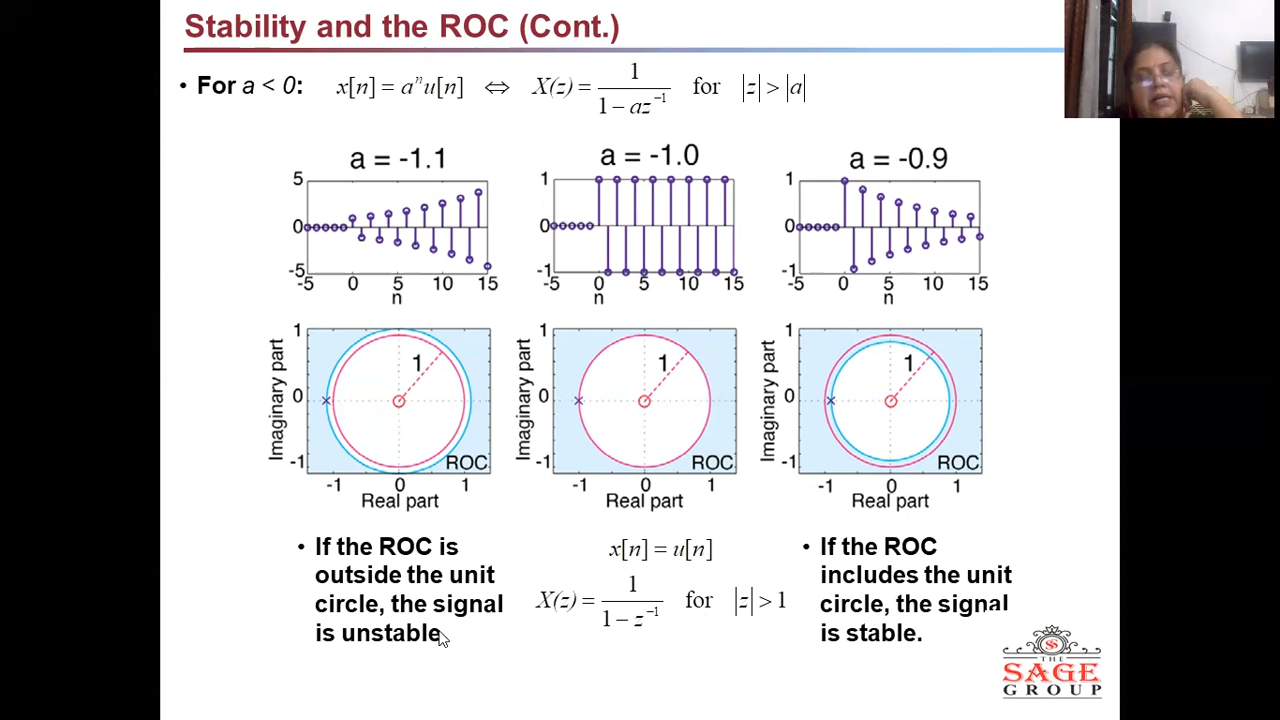 Stability and the ROC (Cont.)
• For a < 0: x[n] = aⁿu[n] ⇔ X(z) = 1 / (1 − az⁻¹) for |z| > |a|
a = -1.1 a = -1.0 a = -0.9
5 0 -5
-5 0 5 10 15
n
1 0 -1
-5 0 5 10 15
n
1 0 -1
-5 0 5 10 15
n
Imaginary part
1 0 -1
1
ROC
-1 0 1
Real part
Imaginary part
1 0 -1
1
ROC
-1 0 1
Real part
Imaginary part
1 0 -1
1
ROC
-1 0 1
Real part
• If the ROC is
outside the unit
circle, the signal
is unstable
x[n] = u[n]
X(z) = 1 / (1 − z⁻¹) for |z| > 1
• If the ROC
includes the unit
circle, the signal
is stable.
THE
SAGE
GROUP